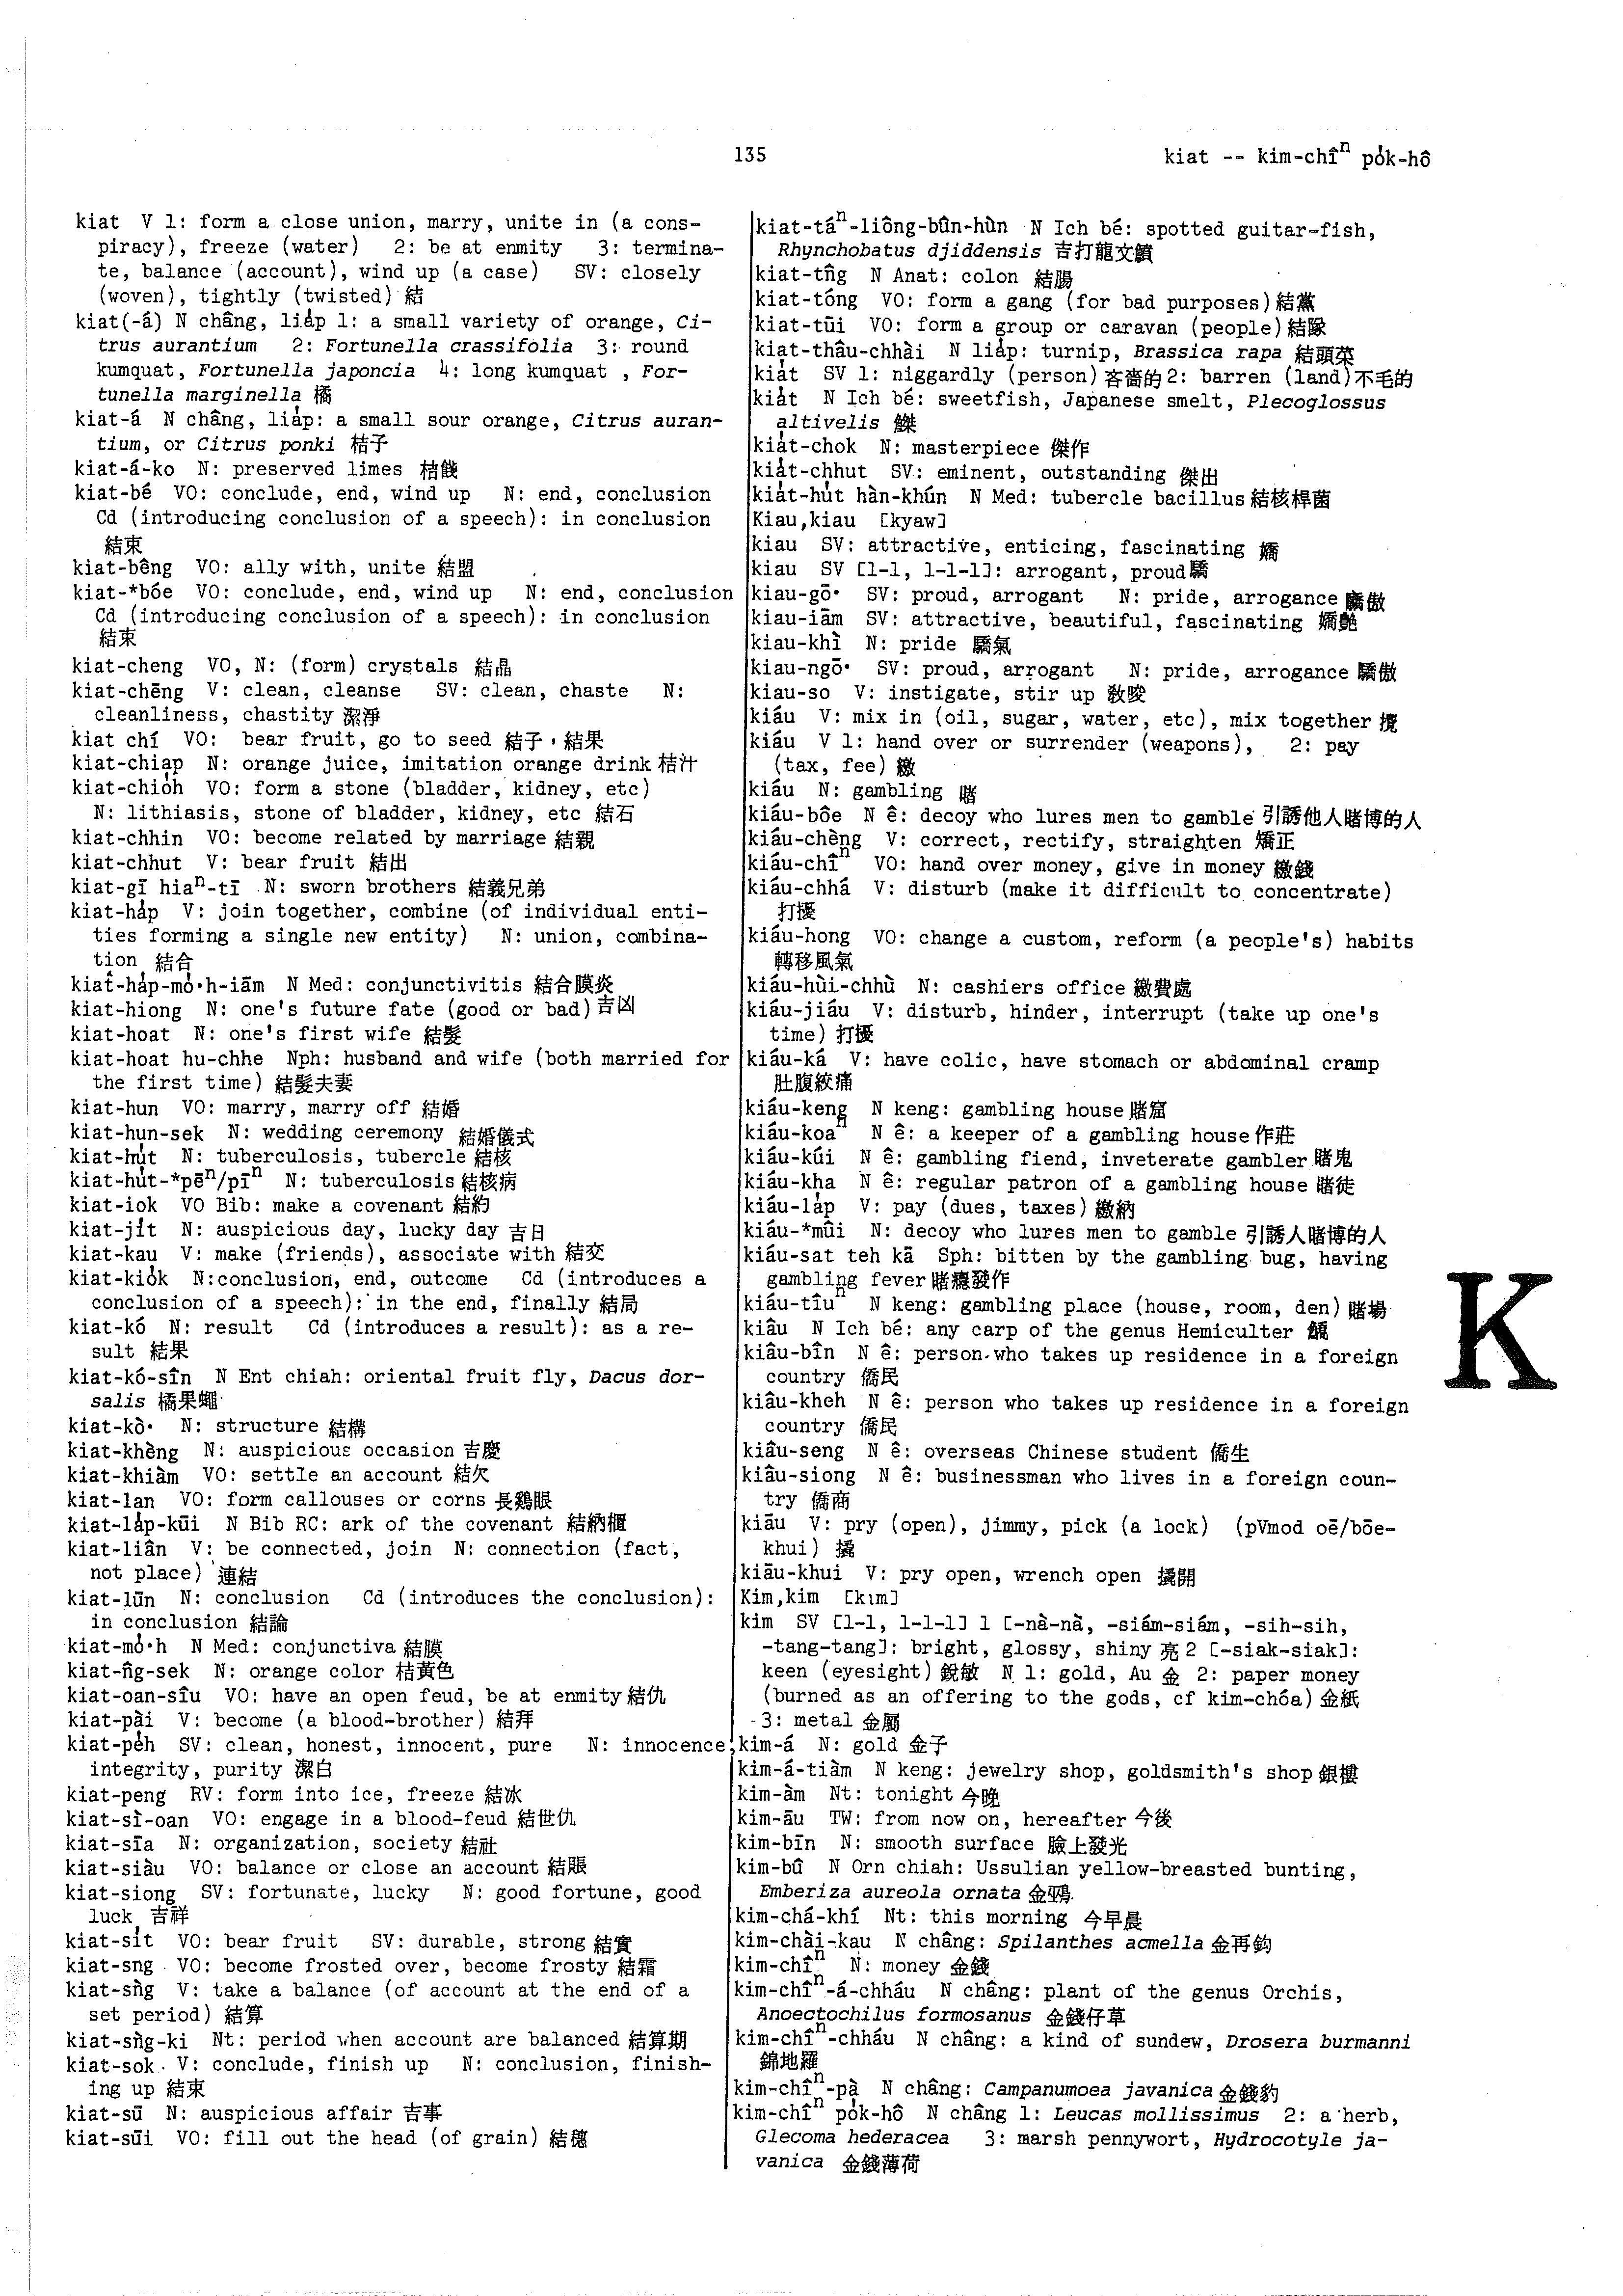 135
kiat -- kim-chîⁿ po̍k-hô
kiat V 1: form a close union, marry, unite in (a cons-
piracy), freeze (water) 2: be at enmity 3: termina-
te, balance (account), wind up (a case) SV: closely
(woven), tightly (twisted) 結
kiat(-á) N châng, lia̍p 1: a small variety of orange, Ci-
trus aurantium 2: Fortunella crassifolia 3: round
kumquat, Fortunella japoncia 4: long kumquat , For-
tunella marginella 橘
kiat-á N châng, lia̍p: a small sour orange, Citrus auran-
tium, or Citrus ponki 桔子
kiat-á-ko N: preserved limes 桔餞
kiat-bé VO: conclude, end, wind up N: end, conclusion
Cd (introducing conclusion of a speech): in conclusion
結束
kiat-bêng VO: ally with, unite 結盟
kiat-*bóe VO: conclude, end, wind up N: end, conclusion
Cd (introducing conclusion of a speech): in conclusion
結束
kiat-cheng VO, N: (form) crystals 結晶
kiat-chēng V: clean, cleanse SV: clean, chaste N:
cleanliness, chastity 潔淨
kiat chí VO: bear fruit, go to seed 結子，結果
kiat-chiap N: orange juice, imitation orange drink 桔汁
kiat-chio̍h VO: form a stone (bladder, kidney, etc)
N: lithiasis, stone of bladder, kidney, etc 結石
kiat-chhin VO: become related by marriage 結親
kiat-chhut V: bear fruit 結出
kiat-gī hiaⁿ-tī N: sworn brothers 結義兄弟
kiat-ha̍p V: join together, combine (of individual enti-
ties forming a single new entity) N: union, combina-
tion 結合
kiat-ha̍p-mo̍·h-iām N Med: conjunctivitis 結合膜炎
kiat-hiong N: one's future fate (good or bad) 吉凶
kiat-hoat N: one's first wife 結髮
kiat-hoat hu-chhe Nph: husband and wife (both married for
the first time) 結髮夫妻
kiat-hun VO: marry, marry off 結婚
kiat-hun-sek N: wedding ceremony 結婚儀式
kiat-hu̍t N: tuberculosis, tubercle 結核
kiat-hu̍t-*pēⁿ/pīⁿ N: tuberculosis 結核病
kiat-iok VO Bib: make a covenant 結約
kiat-ji̍t N: auspicious day, lucky day 吉日
kiat-kau V: make (friends), associate with 結交
kiat-kio̍k N:conclusion, end, outcome Cd (introduces a
conclusion of a speech): in the end, finally 結局
kiat-kó N: result Cd (introduces a result): as a re-
sult 結果
kiat-kó-sîn N Ent chiah: oriental fruit fly, Dacus dor-
salis 橘果蠅
kiat-kò· N: structure 結構
kiat-khèng N: auspicious occasion 吉慶
kiat-khiàm VO: settle an account 結欠
kiat-lan VO: form callouses or corns 長鷄眼
kiat-la̍p-kūi N Bib RC: ark of the covenant 結納櫃
kiat-liân V: be connected, join N: connection (fact,
not place) 連結
kiat-lūn N: conclusion Cd (introduces the conclusion):
in conclusion 結論
kiat-mo̍·h N Med: conjunctiva 結膜
kiat-n̂g-sek N: orange color 桔黃色
kiat-oan-siû VO: have an open feud, be at enmity 結仇
kiat-pài V: become (a blood-brother) 結拜
kiat-pe̍h SV: clean, honest, innocent, pure N: innocence,
integrity, purity 潔白
kiat-peng RV: form into ice, freeze 結冰
kiat-sì-oan VO: engage in a blood-feud 結世仇
kiat-sīa N: organization, society 結社
kiat-siàu VO: balance or close an account 結賬
kiat-siong SV: fortunate, lucky N: good fortune, good
luck 吉祥
kiat-si̍t VO: bear fruit SV: durable, strong 結實
kiat-sng VO: become frosted over, become frosty 結霜
kiat-sǹg V: take a balance (of account at the end of a
set period) 結算
kiat-sǹg-ki Nt: period when account are balanced 結算期
kiat-sok V: conclude, finish up N: conclusion, finish-
ing up 結束
kiat-sū N: auspicious affair 吉事
kiat-sūi VO: fill out the head (of grain) 結穗
kiat-táⁿ-liông-bûn-hùn N Ich bé: spotted guitar-fish,
Rhynchobatus djiddensis 吉打龍文鱝
kiat-tn̂g N Anat: colon 結腸
kiat-tóng VO: form a gang (for bad purposes) 結黨
kiat-tūi VO: form a group or caravan (people) 結隊
kiat-thâu-chhài N lia̍p: turnip, Brassica rapa 結頭菜
kia̍t SV 1: niggardly (person) 吝嗇的 2: barren (land) 不毛的
kia̍t N Ich bé: sweetfish, Japanese smelt, Plecoglossus
altivelis
kia̍t-chok N: masterpiece 傑作
kia̍t-chhut SV: eminent, outstanding 傑出
kia̍t-hu̍t hàn-khún N Med: tubercle bacillus 結核桿菌
Kiau,kiau [kyaw]
kiau SV: attractive, enticing, fascinating 嬌
kiau SV [1-1, 1-1-1]: arrogant, proud 驕
kiau-gō· SV: proud, arrogant N: pride, arrogance 驕傲
kiau-iām SV: attractive, beautiful, fascinating 嬌艷
kiau-khì N: pride 驕氣
kiau-ngō· SV: proud, arrogant N: pride, arrogance 驕傲
kiau-so V: instigate, stir up 教唆
kiáu V: mix in (oil, sugar, water, etc), mix together 攪
kiáu V 1: hand over or surrender (weapons), 2: pay
(tax, fee) 繳
kiáu N: gambling 賭
kiáu-bôe N ê: decoy who lures men to gamble 引誘他人賭博的人
kiáu-chèng V: correct, rectify, straighten 矯正
kiáu-chîⁿ VO: hand over money, give in money 繳錢
kiáu-chhá V: disturb (make it difficult to concentrate)
打擾
kiáu-hong VO: change a custom, reform (a people's) habits
轉移風氣
kiáu-hùi-chhù N: cashiers office 繳費處
kiáu-jiáu V: disturb, hinder, interrupt (take up one's
time) 打擾
kiáu-ká V: have colic, have stomach or abdominal cramp
肚腹絞痛
kiáu-keng N keng: gambling house 賭窟
kiáu-koaⁿ N ê: a keeper of a gambling house 作莊
kiáu-kúi N ê: gambling fiend, inveterate gambler 賭鬼
kiáu-kha N ê: regular patron of a gambling house 賭徒
kiáu-la̍p V: pay (dues, taxes) 繳納
kiáu-*mûi N: decoy who lures men to gamble 引誘人賭博的人
kiáu-sat teh kā Sph: bitten by the gambling bug, having
gambling fever 賭癮發作
kiáu-tîuⁿ N keng: gambling place (house, room, den) 賭場
kiâu N Ich bé: any carp of the genus Hemiculter
kiâu-bîn N ê: person who takes up residence in a foreign
country 僑民
kiâu-kheh N ê: person who takes up residence in a foreign
country 僑民
kiâu-seng N ê: overseas Chinese student 僑生
kiâu-siong N ê: businessman who lives in a foreign coun-
try 僑商
kiāu V: pry (open), jimmy, pick (a lock) (pVmod oē/bōe-
khui) 撬
kiāu-khui V: pry open, wrench open 撬開
Kim,kim [kɪm]
kim SV [1-1, 1-1-1] 1 [-nà-nà, -siám-siám, -sih-sih,
-tang-tang]: bright, glossy, shiny 亮 2 [-siak-siak]:
keen (eyesight) 銳敏 N 1: gold, Au 金 2: paper money
(burned as an offering to the gods, cf kim-chóa) 金紙
3: metal 金屬
kim-á N: gold 金子
kim-á-tiàm N keng: jewelry shop, goldsmith's shop 銀樓
kim-àm Nt: tonight 今晚
kim-āu TW: from now on, hereafter 今後
kim-bīn N: smooth surface 臉上發光
kim-bû N Orn chiah: Ussulian yellow-breasted bunting,
Emberiza aureola ornata 金鵐
kim-chá-khí Nt: this morning 今早晨
kim-chài-kau N châng: Spilanthes acmella 金再鈎
kim-chîⁿ N: money 金錢
kim-chîⁿ-á-chháu N châng: plant of the genus Orchis,
Anoectochilus formosanus 金錢仔草
kim-chîⁿ-chháu N châng: a kind of sundew, Drosera burmanni
錦地羅
kim-chîⁿ-pà N châng: Campanumoea javanica 金錢豹
kim-chîⁿ po̍k-hô N châng 1: Leucas mollissimus 2: a herb,
Glecoma hederacea 3: marsh pennywort, Hydrocotyle ja-
vanica 金錢薄荷
K